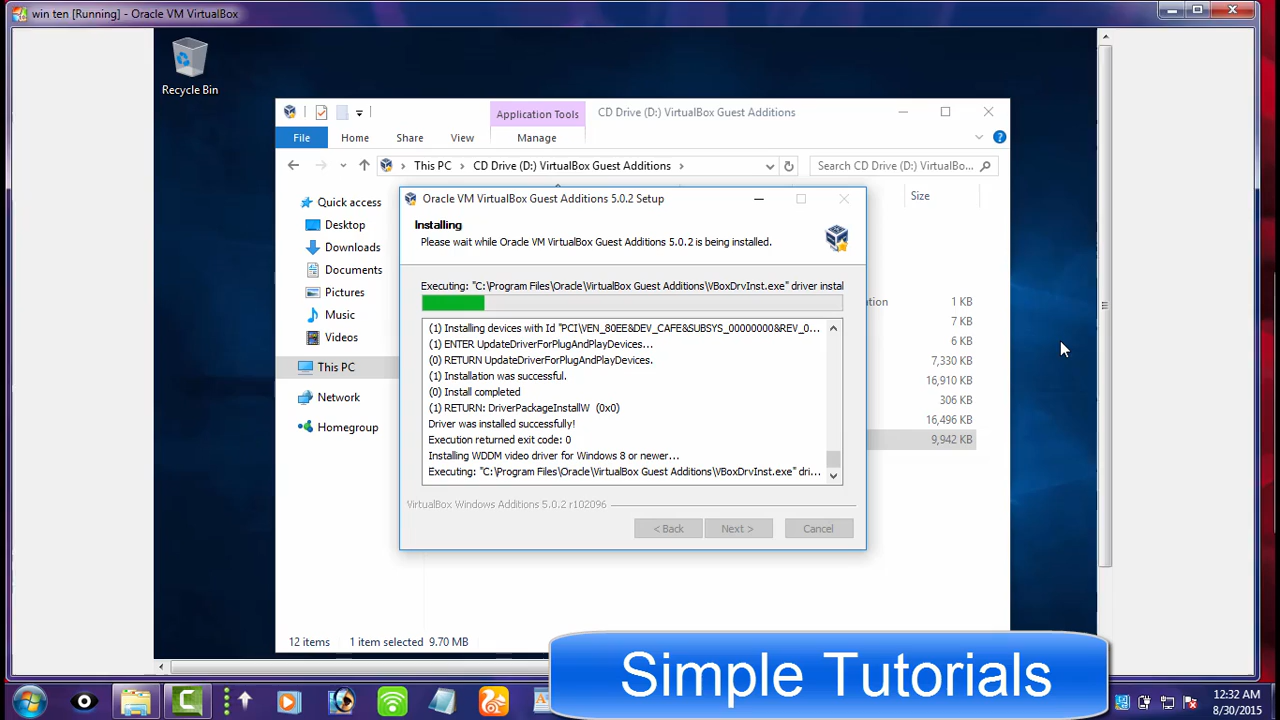 win ten [Running] - Oracle VM VirtualBox
Recycle Bin
Application Tools
CD Drive (D:) VirtualBox Guest Additions
File
Home
Share
View
Manage
This PC
CD Drive (D:) VirtualBox Guest Additions
Search CD Drive (D:) VirtualBo...
Size
Quick access
Desktop
Downloads
Documents
Pictures
Music
Videos
This PC
Network
Homegroup
Oracle VM VirtualBox Guest Additions 5.0.2 Setup
Installing
Please wait while Oracle VM VirtualBox Guest Additions 5.0.2 is being installed.
Executing: "C:\Program Files\Oracle\VirtualBox Guest Additions\VBoxDrvInst.exe" driver instal
(1) Installing devices with Id "PCI\VEN_80EE&DEV_CAFE&SUBSYS_00000000&REV_0...
(1) ENTER UpdateDriverForPlugAndPlayDevices...
(0) RETURN UpdateDriverForPlugAndPlayDevices.
(1) Installation was successful.
(0) Install completed
(1) RETURN: DriverPackageInstallW (0x0)
Driver was installed successfully!
Execution returned exit code: 0
Installing WDDM video driver for Windows 8 or newer...
Executing: "C:\Program Files\Oracle\VirtualBox Guest Additions\VBoxDrvInst.exe" dri...
VirtualBox Windows Additions 5.0.2 r102096
< Back
Next >
Cancel
1 KB
7 KB
6 KB
7,330 KB
16,910 KB
306 KB
16,496 KB
9,942 KB
12 items
1 item selected 9.70 MB
Simple Tutorials
12:32 AM
8/30/2015